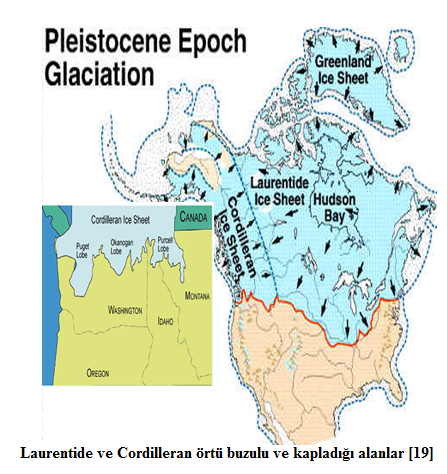 Pleistocene Epoch
Glaciation
Greenland
Ice Sheet
Laurentide
Ice Sheet
Hudson
Bay
Cordilleran
Ice Sheet
Cordilleran Ice Sheet
CANADA
Puget
Lobe
Okanogan
Lobe
Purcell
Lobe
WASHINGTON
MONTANA
IDAHO
OREGON
Laurentide ve Cordilleran örtü buzulu ve kapladığı alanlar [19]